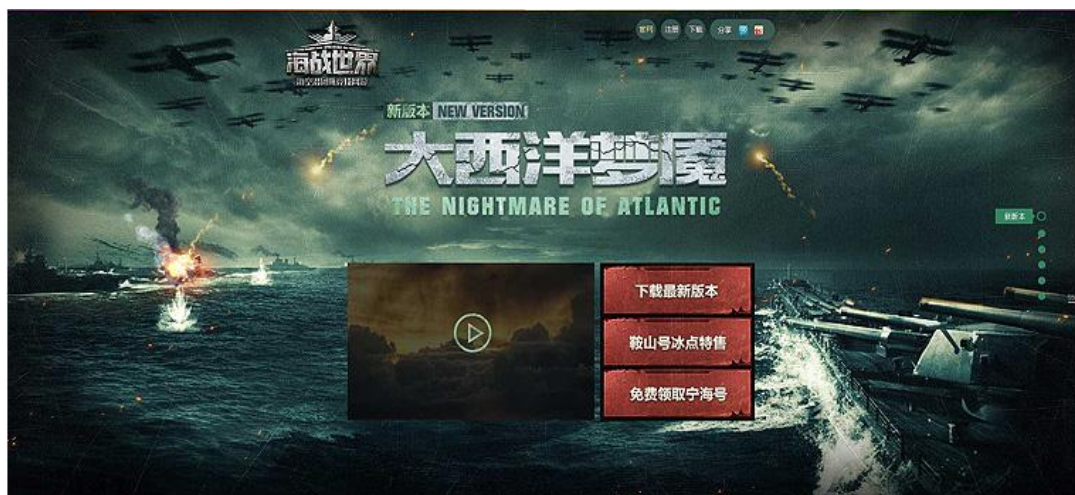 官网 注册 下载 分享
海战世界
新版本 NEW VERSION
大西洋梦魇
THE NIGHTMARE OF ATLANTIC
新版本
下载最新版本
鞍山号冰点特售
免费领取宁海号